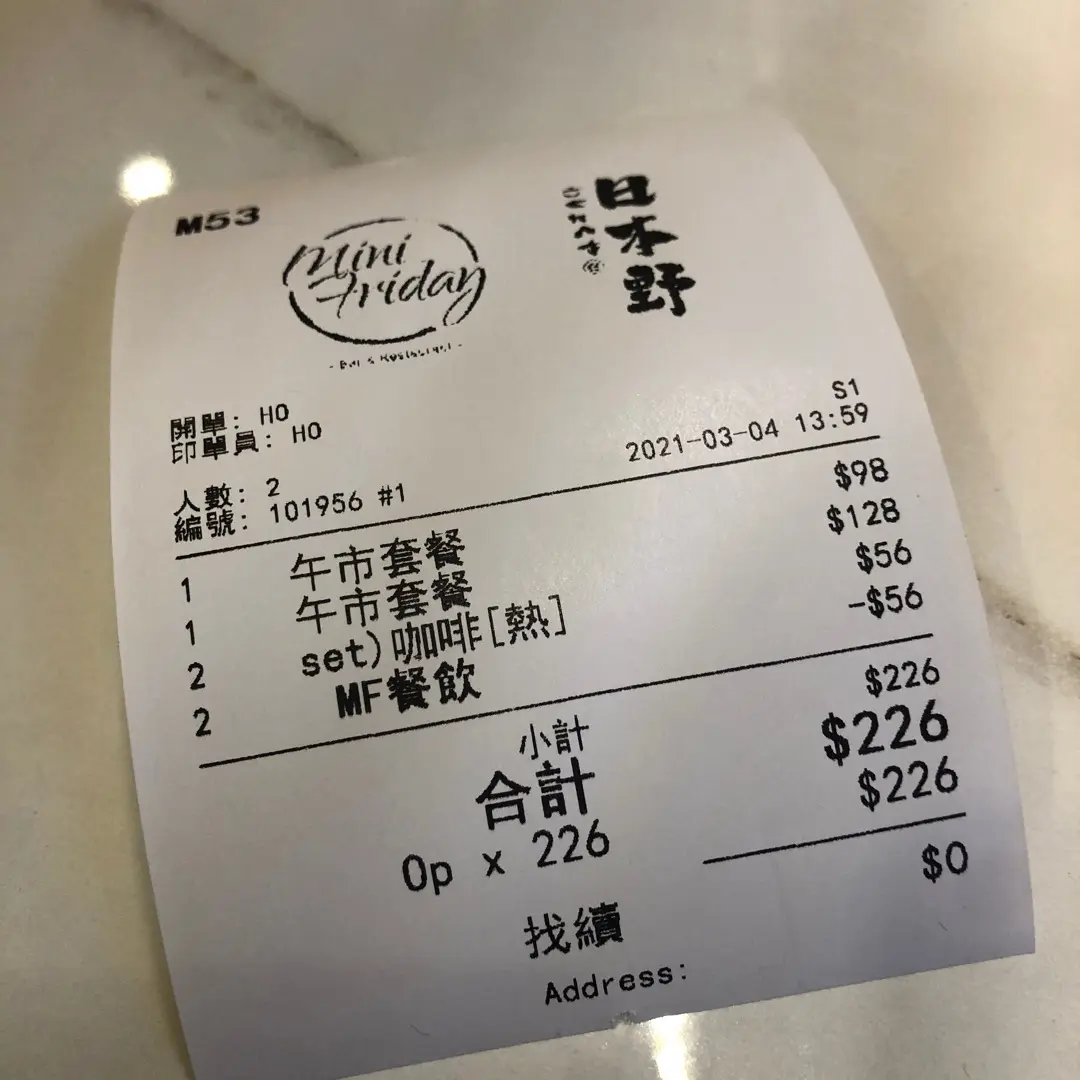 M53
Mini Friday
- Bar & Restaurant -
日本野
開單: HO
S1
印單員: HO
2021-03-04 13:59
人數: 2
編號: 101956 #1
1 午市套餐 $98
1 午市套餐 $128
2 set)咖啡[熱] $56
2 MF餐飲 -$56
小計 $226
合計 $226
Op x 226 $226
找續 $0
Address: